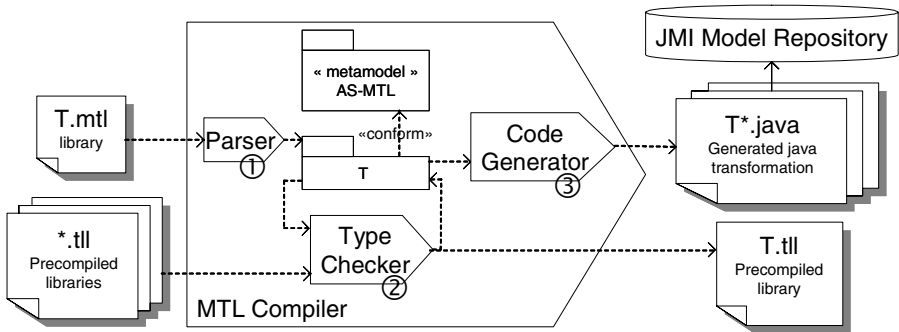 JMI Model Repository
« metamodel »
AS-MTL
T.mtl
library
Parser
①
«conform»
T
Code
Generator
③
T*.java
Generated java
transformation
*.tll
Precompiled
libraries
Type
Checker
②
T.tll
Precompiled
library
MTL Compiler